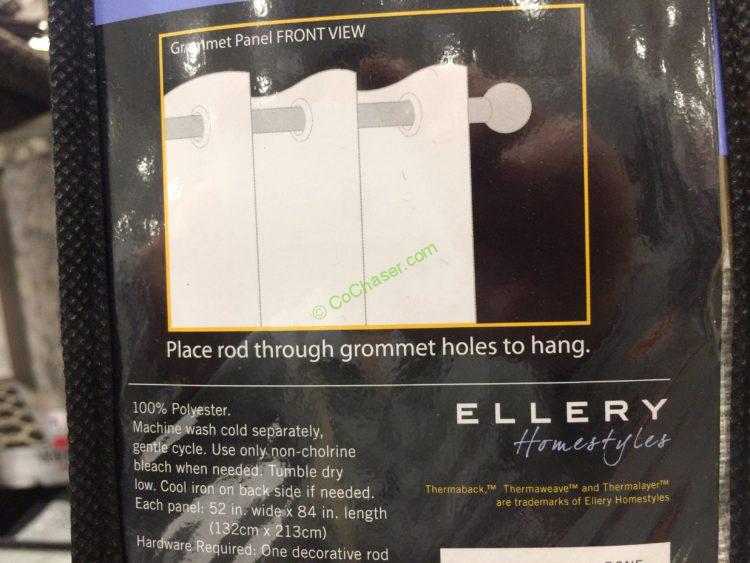 Grommet Panel FRONT VIEW
© CoChaser.com
Place rod through grommet holes to hang.
100% Polyester.
Machine wash cold separately,
gentle cycle. Use only non-cholrine
bleach when needed. Tumble dry
low. Cool iron on back side if needed.
Each panel: 52 in. wide x 84 in. length
(132cm x 213cm)
Hardware Required: One decorative rod
ELLERY
Homestyles
Thermaback,™ Thermaweave™ and Thermalayer™
are trademarks of Ellery Homestyles